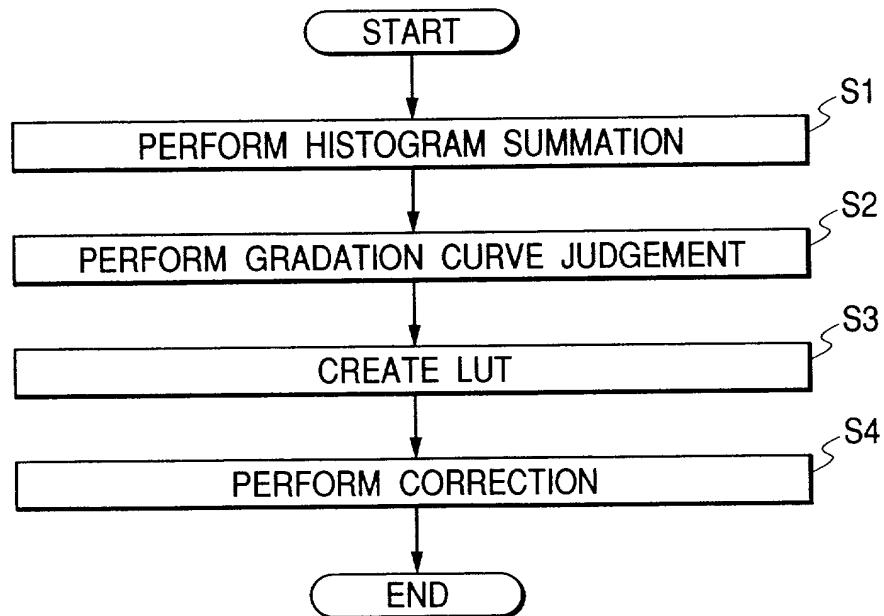 START
S1
PERFORM HISTOGRAM SUMMATION
S2
PERFORM GRADATION CURVE JUDGEMENT
S3
CREATE LUT
S4
PERFORM CORRECTION
END